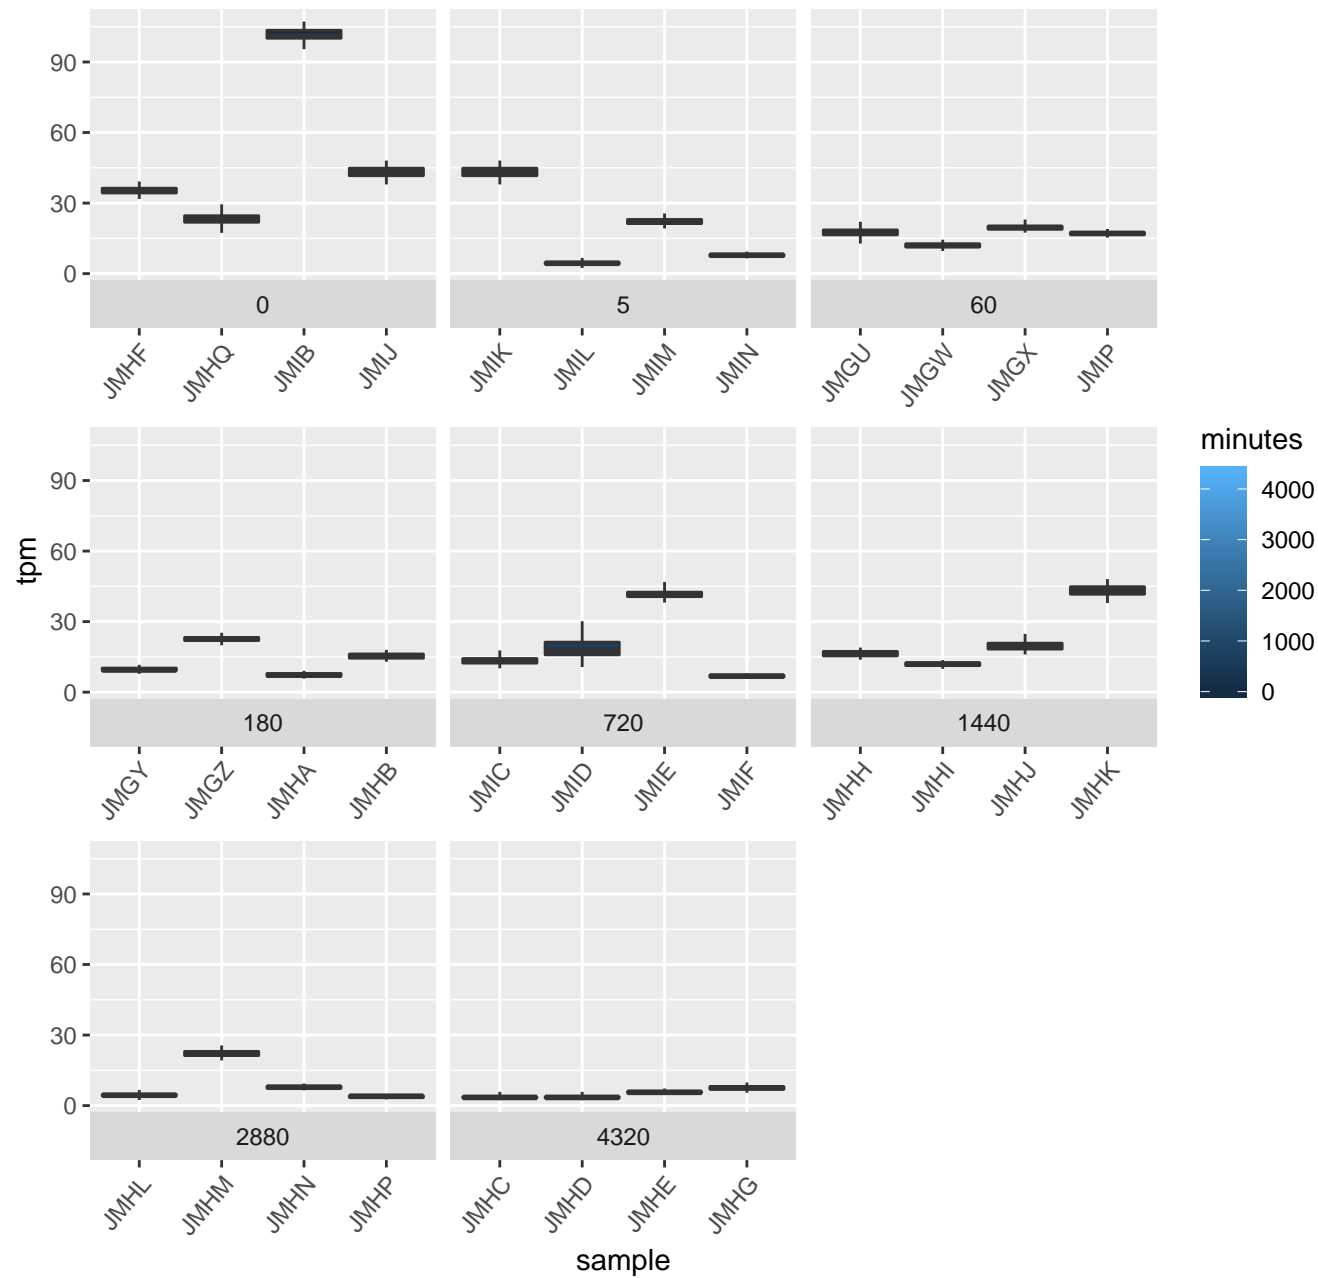 90
60
30
0
0 5 60
JMHF JMHQ JMIB JMIJ JMIK JMIL JMIM JMIN JMGU JMGW JMGX JMIP
90
60
30
0
180 720 1440
JMGY JMGZ JMHA JMHB JMIC JMID JMIE JMIF JMHH JMHI JMHJ JMHK
90
60
30
0
2880 4320
JMHL JMHM JMHN JMHP JMHC JMHD JMHE JMHG
tpm
sample
minutes
4000
3000
2000
1000
0